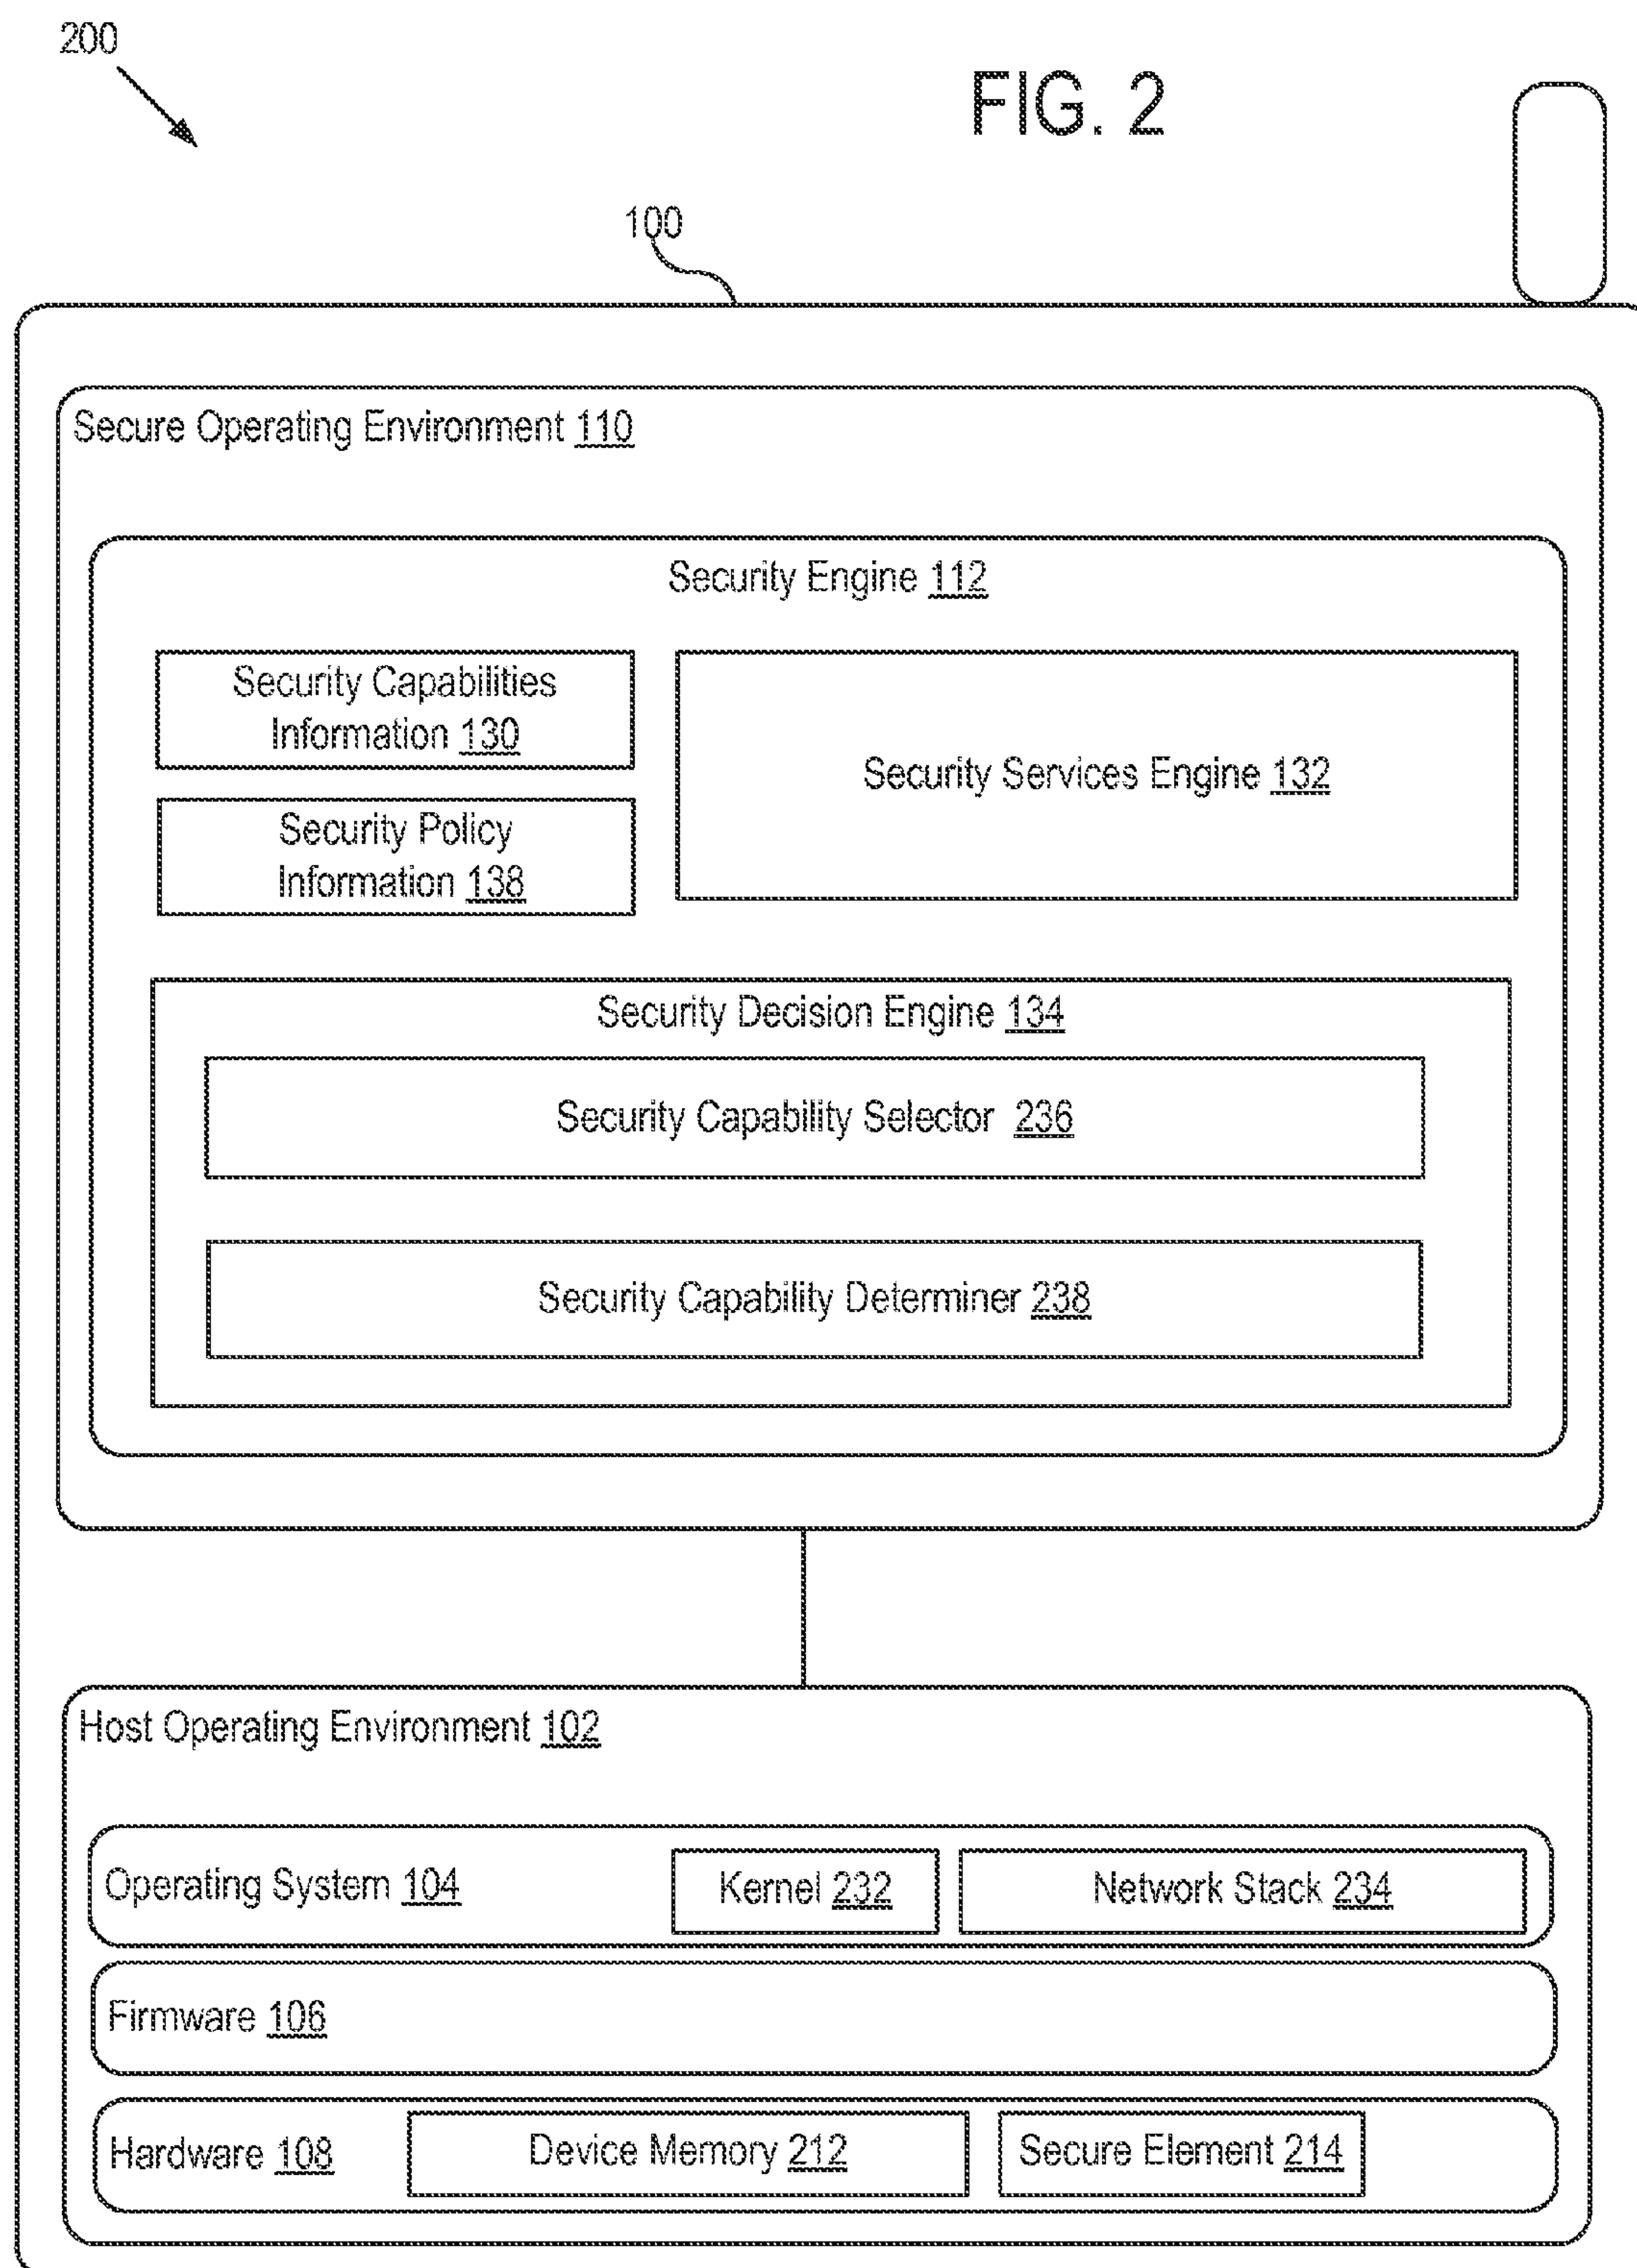 200
FIG. 2
100
Secure Operating Environment 110
Security Engine 112
Security Capabilities
Information 130
Security Services Engine 132
Security Policy
Information 138
Security Decision Engine 134
Security Capability Selector 236
Security Capability Determiner 238
Host Operating Environment 102
Operating System 104
Kernel 232
Network Stack 234
Firmware 106
Hardware 108
Device Memory 212
Secure Element 214